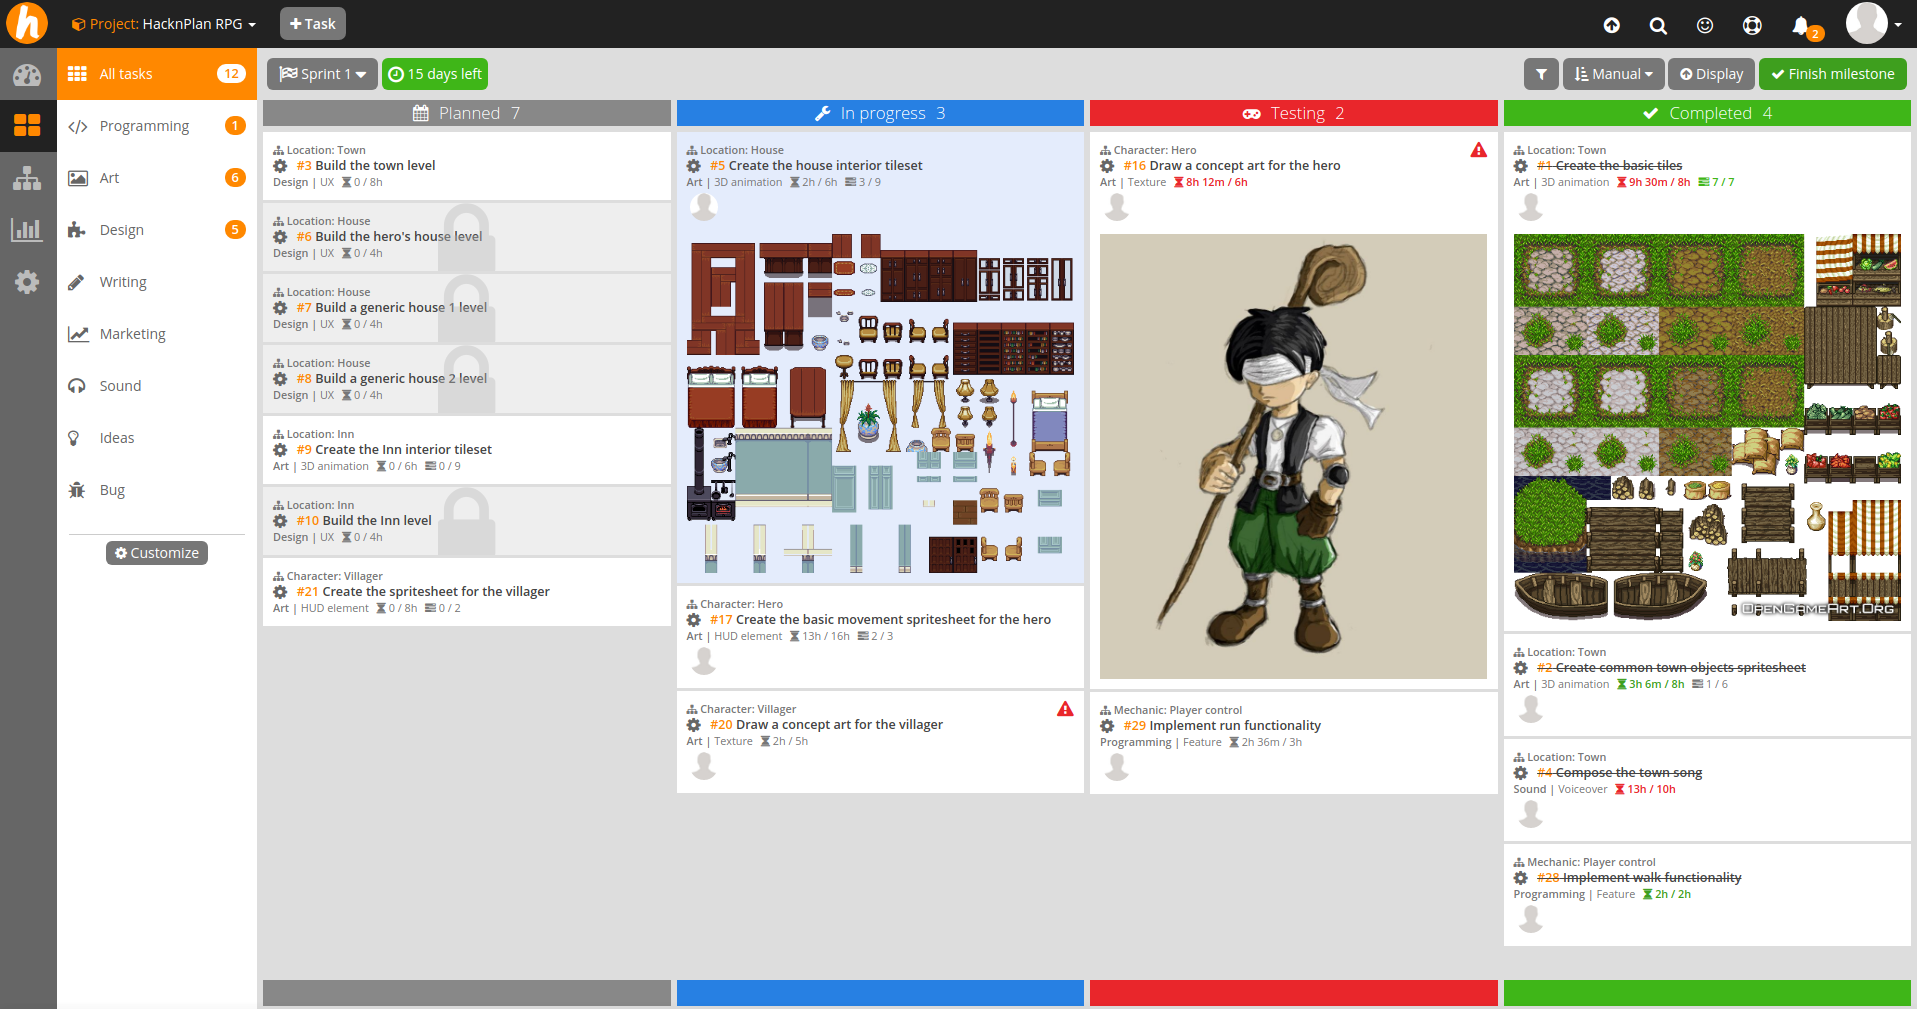 Project: HacknPlan RPG
+ Task
2
All tasks 12
Programming 1
Art 6
Design 5
Writing
Marketing
Sound
Ideas
Bug
Customize
Sprint 1
15 days left
Manual
Display
Finish milestone
Planned 7
Location: Town
#3 Build the town level
Design | UX 0 / 8h
Location: House
#6 Build the hero's house level
Design | UX 0 / 4h
Location: House
#7 Build a generic house 1 level
Design | UX 0 / 4h
Location: House
#8 Build a generic house 2 level
Design | UX 0 / 4h
Location: Inn
#9 Create the Inn interior tileset
Art | 3D animation 0 / 6h 0 / 9
Location: Inn
#10 Build the Inn level
Design | UX 0 / 4h
Character: Villager
#21 Create the spritesheet for the villager
Art | HUD element 0 / 8h 0 / 2
In progress 3
Location: House
#5 Create the house interior tileset
Art | 3D animation 2h / 6h 3 / 9
Character: Hero
#17 Create the basic movement spritesheet for the hero
Art | HUD element 13h / 16h 2 / 3
Character: Villager
#20 Draw a concept art for the villager
Art | Texture 2h / 5h
Testing 2
Character: Hero
#16 Draw a concept art for the hero
Art | Texture 8h 12m / 6h
Mechanic: Player control
#29 Implement run functionality
Programming | Feature 2h 36m / 3h
Completed 4
Location: Town
#1 Create the basic tiles
Art | 3D animation 9h 30m / 8h 7 / 7
OpenGameArt.Org
Location: Town
#2 Create common town objects spritesheet
Art | 3D animation 3h 6m / 8h 1 / 6
Location: Town
#4 Compose the town song
Sound | Voiceover 13h / 10h
Mechanic: Player control
#28 Implement walk functionality
Programming | Feature 2h / 2h